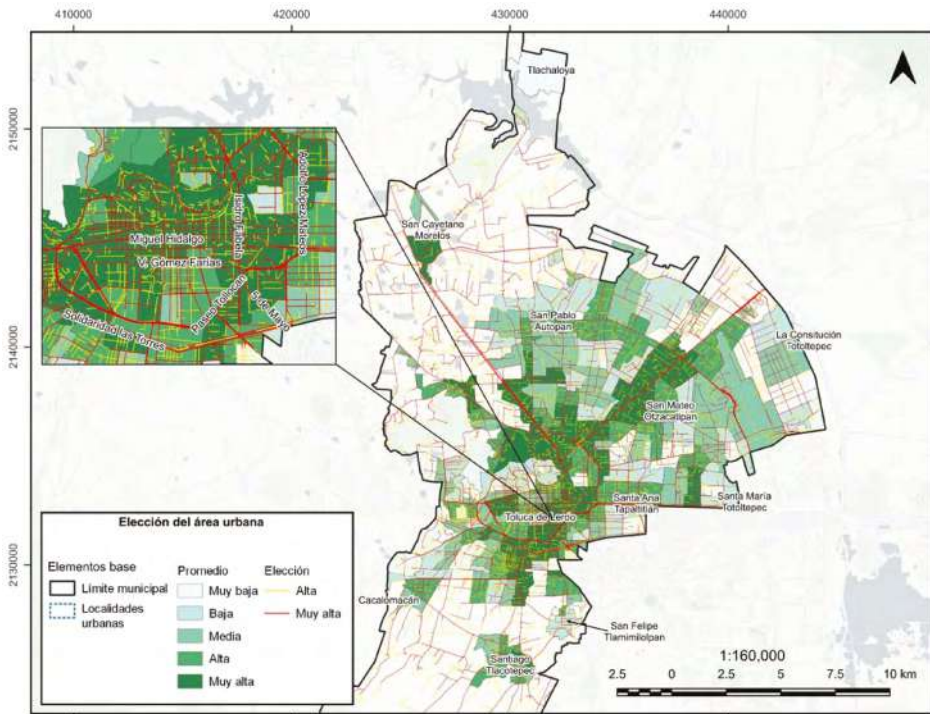 410000
420000
430000
440000
2150000
2140000
2130000
Tlachaloya
San Cayetano
Morelos
San Pablo
Autopan
La Consitución
Totoltepec
San Mateo
Otzacatipan
Santa Ana
Tapaltitlán
Santa María
Totoltepec
Toluca de Lerdo
Cacalomacán
San Felipe
Tlamimilolpan
Santiago
Tlacotepec
Adolfo López Mateos
Isidro Fabela
Miguel Hidalgo
V. Gómez Farías
Paseo Tollocan
5 de Mayo
Solidaridad las Torres
Elección del área urbana
Elementos base
Límite municipal
Localidades
urbanas
Promedio
Muy baja
Baja
Media
Alta
Muy alta
Elección
Alta
Muy alta
1:160,000
2.5 0 2.5 5 7.5 10 km